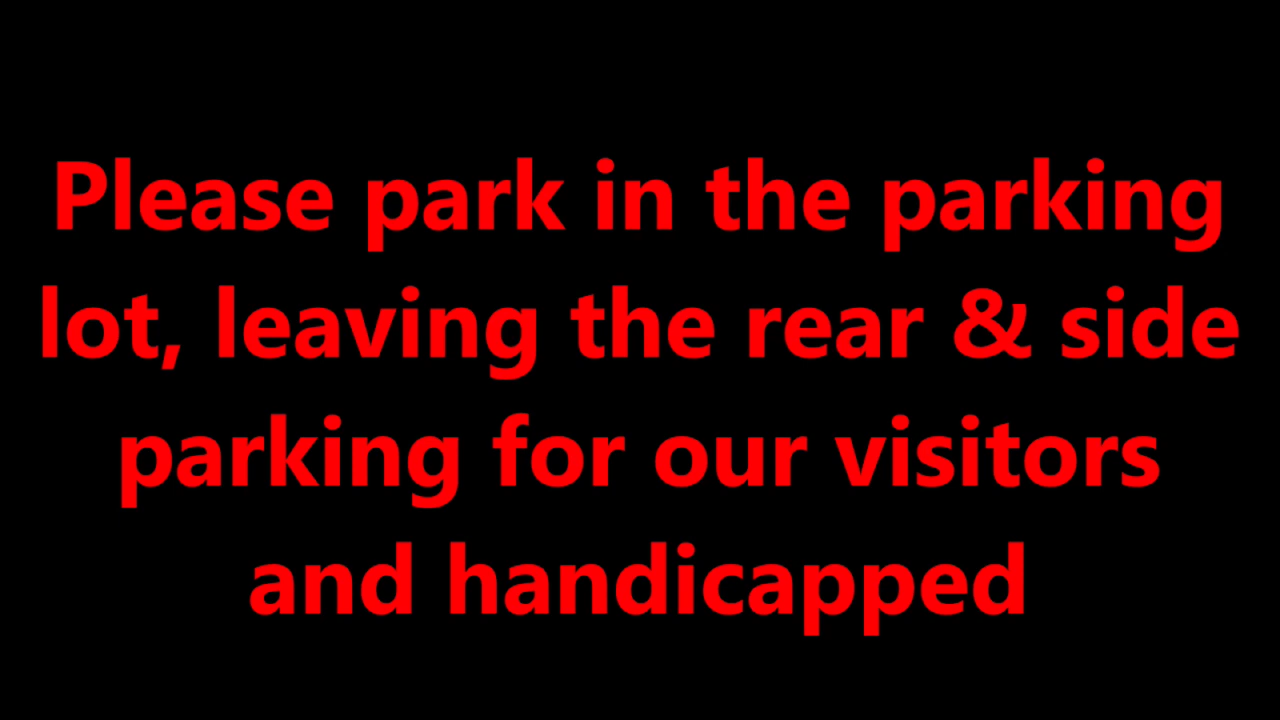 Please park in the parking
lot, leaving the rear & side
parking for our visitors
and handicapped